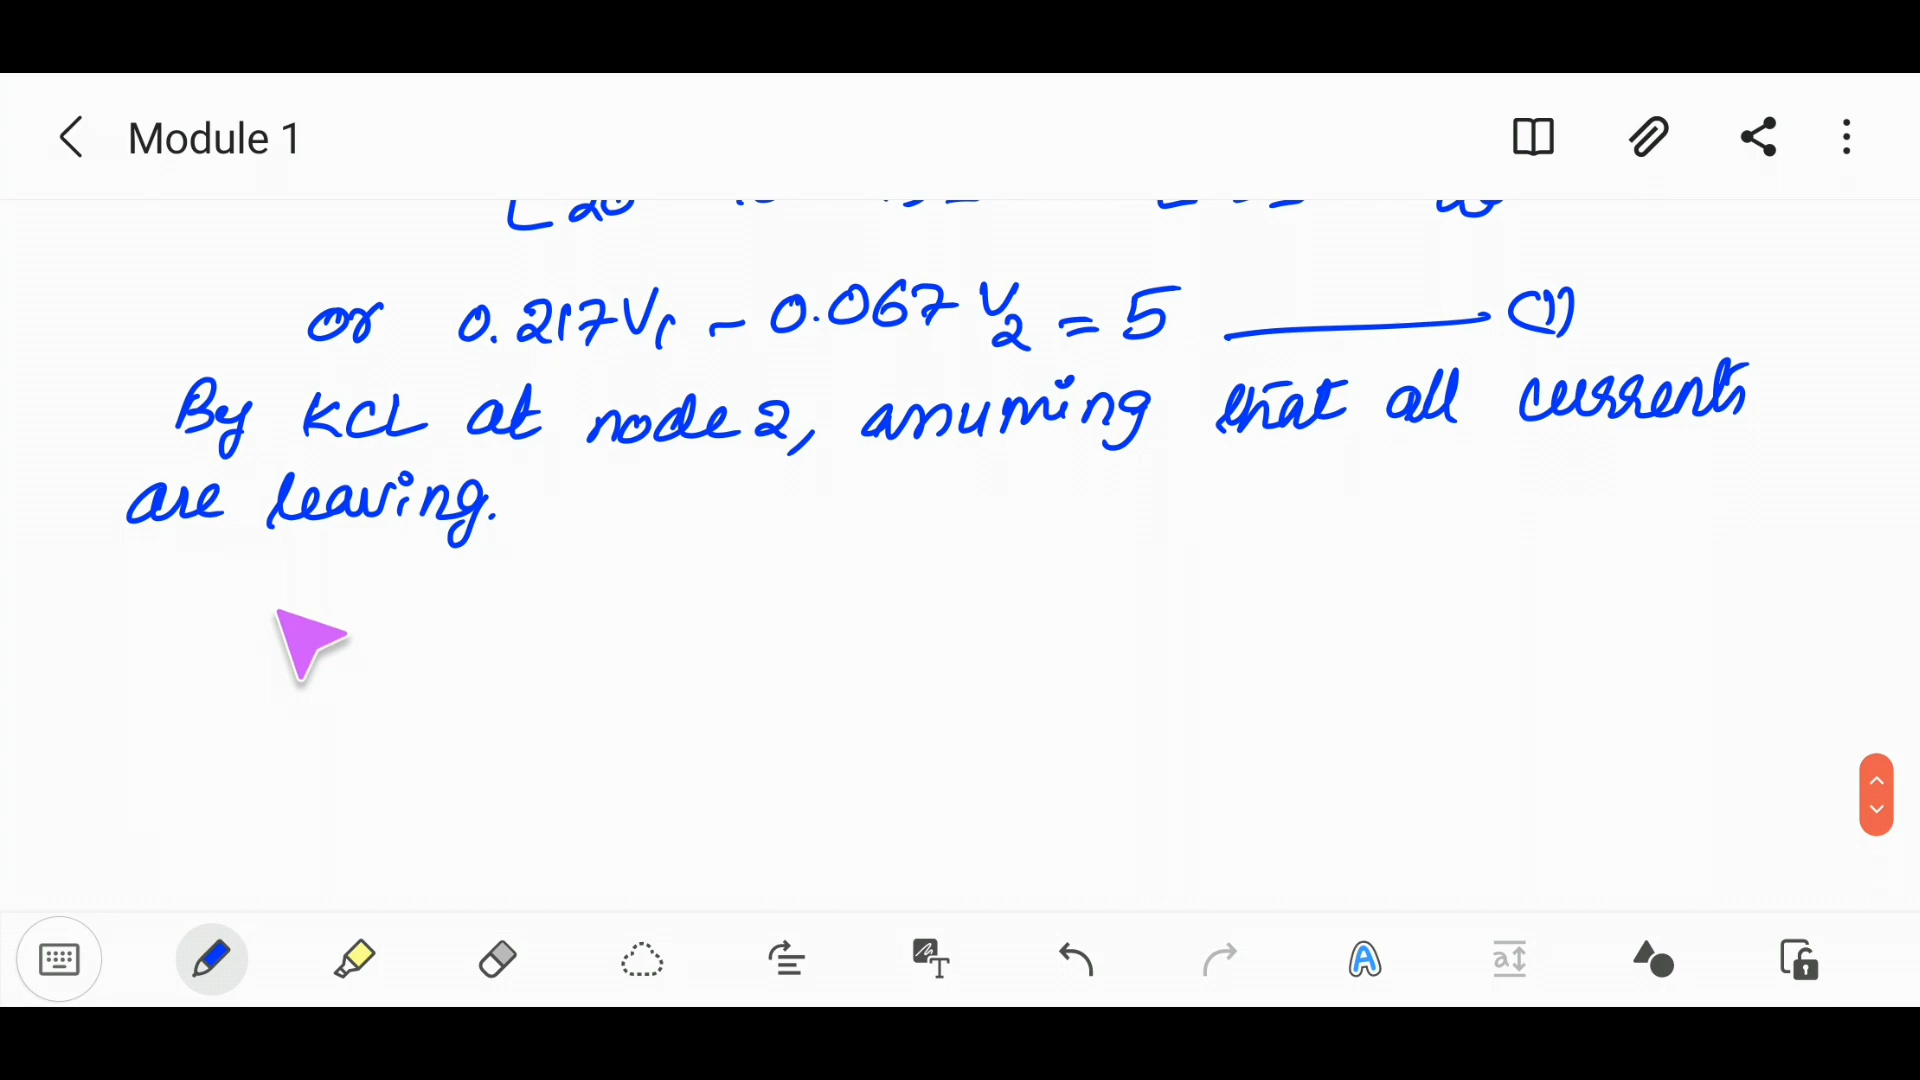 Module 1
or 0.217V₁ - 0.067 V₂ = 5 ——— (1)
By KCL at node 2, assuming that all currents
are leaving.